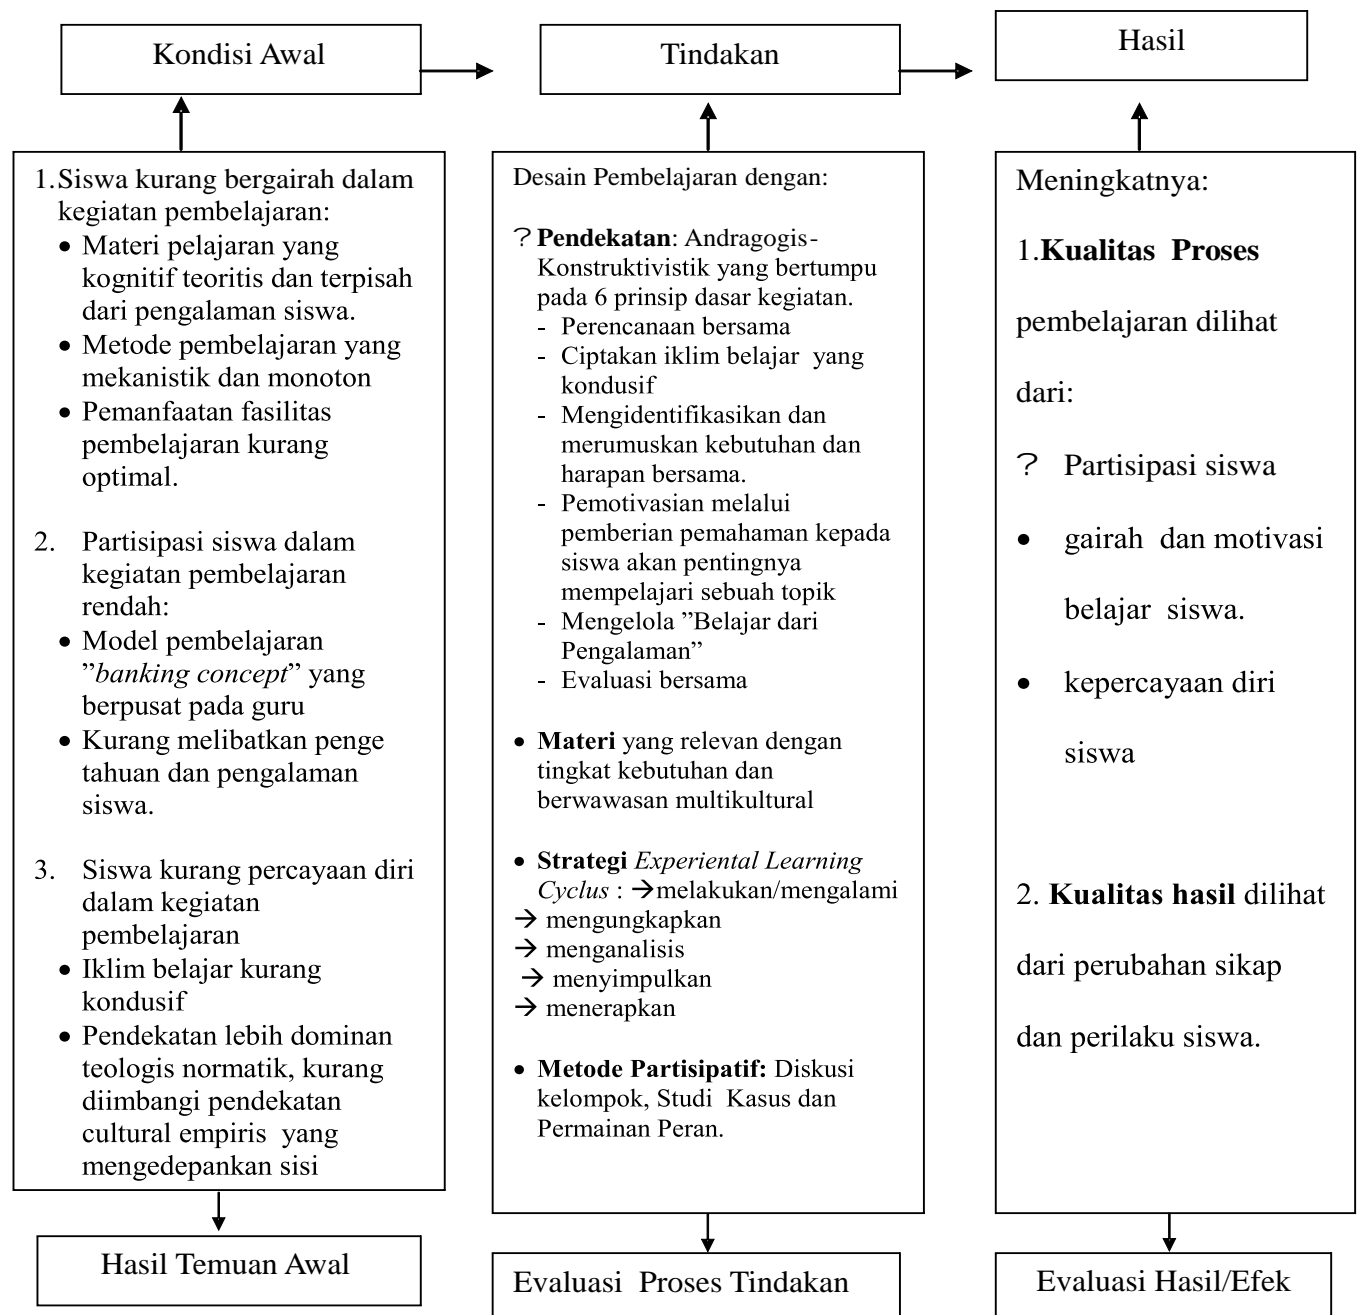 Kondisi Awal
Tindakan
Hasil
1.Siswa kurang bergairah dalam
kegiatan pembelajaran:
• Materi pelajaran yang
kognitif teoritis dan terpisah
dari pengalaman siswa.
• Metode pembelajaran yang
mekanistik dan monoton
• Pemanfaatan fasilitas
pembelajaran kurang
optimal.
2. Partisipasi siswa dalam
kegiatan pembelajaran
rendah:
• Model pembelajaran
”banking concept” yang
berpusat pada guru
• Kurang melibatkan penge
tahuan dan pengalaman
siswa.
3. Siswa kurang percayaan diri
dalam kegiatan
pembelajaran
• Iklim belajar kurang
kondusif
• Pendekatan lebih dominan
teologis normatik, kurang
diimbangi pendekatan
cultural empiris yang
mengedepankan sisi
Hasil Temuan Awal
Desain Pembelajaran dengan:
? Pendekatan: Andragogis-
Konstruktivistik yang bertumpu
pada 6 prinsip dasar kegiatan.
- Perencanaan bersama
- Ciptakan iklim belajar yang
kondusif
- Mengidentifikasikan dan
merumuskan kebutuhan dan
harapan bersama.
- Pemotivasian melalui
pemberian pemahaman kepada
siswa akan pentingnya
mempelajari sebuah topik
- Mengelola ”Belajar dari
Pengalaman”
- Evaluasi bersama
• Materi yang relevan dengan
tingkat kebutuhan dan
berwawasan multikultural
• Strategi Experiental Learning
Cyclus : →melakukan/mengalami
→ mengungkapkan
→ menganalisis
→ menyimpulkan
→ menerapkan
• Metode Partisipatif: Diskusi
kelompok, Studi Kasus dan
Permainan Peran.
Evaluasi Proses Tindakan
Meningkatnya:
1.Kualitas Proses
pembelajaran dilihat
dari:
? Partisipasi siswa
• gairah dan motivasi
belajar siswa.
• kepercayaan diri
siswa
2. Kualitas hasil dilihat
dari perubahan sikap
dan perilaku siswa.
Evaluasi Hasil/Efek